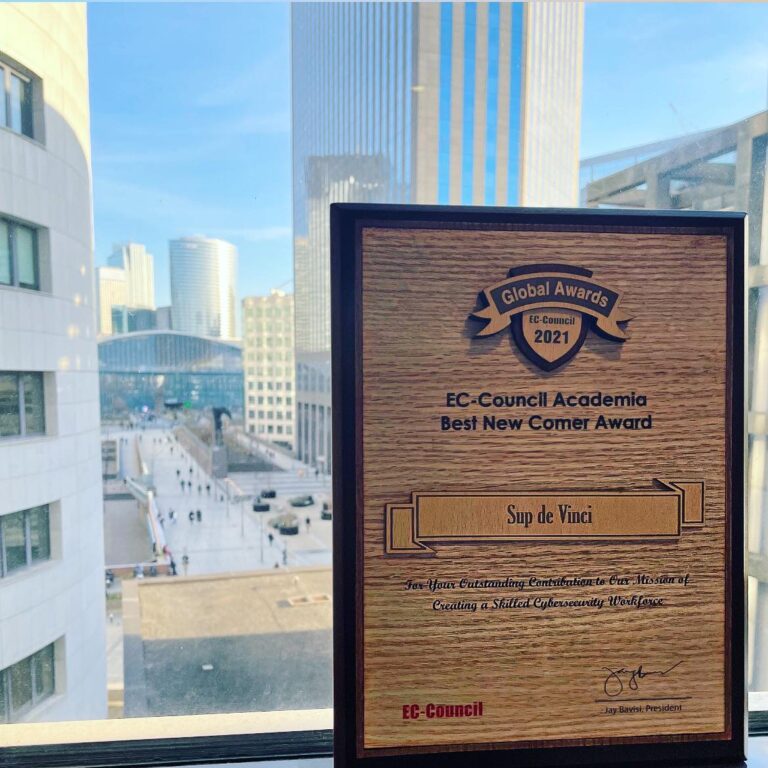 Global Awards
EC-Council
2021
EC-Council Academia
Best New Comer Award
Sup de Vinci
For Your Outstanding Contribution to Our Mission of
Creating a Skilled Cybersecurity Workforce
EC-Council
Jay Bavisi, President